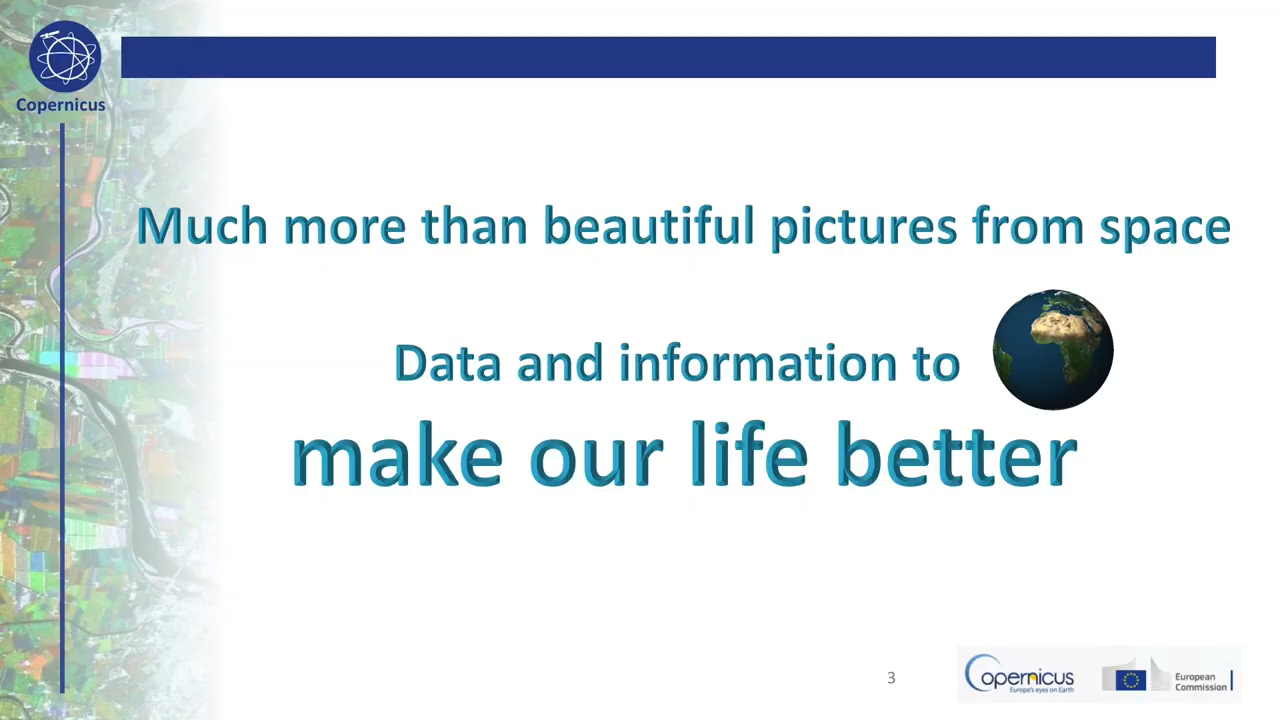 Copernicus
Much more than beautiful pictures from space
Data and information to
make our life better
3
Copernicus
Europe's eyes on Earth
European
Commission